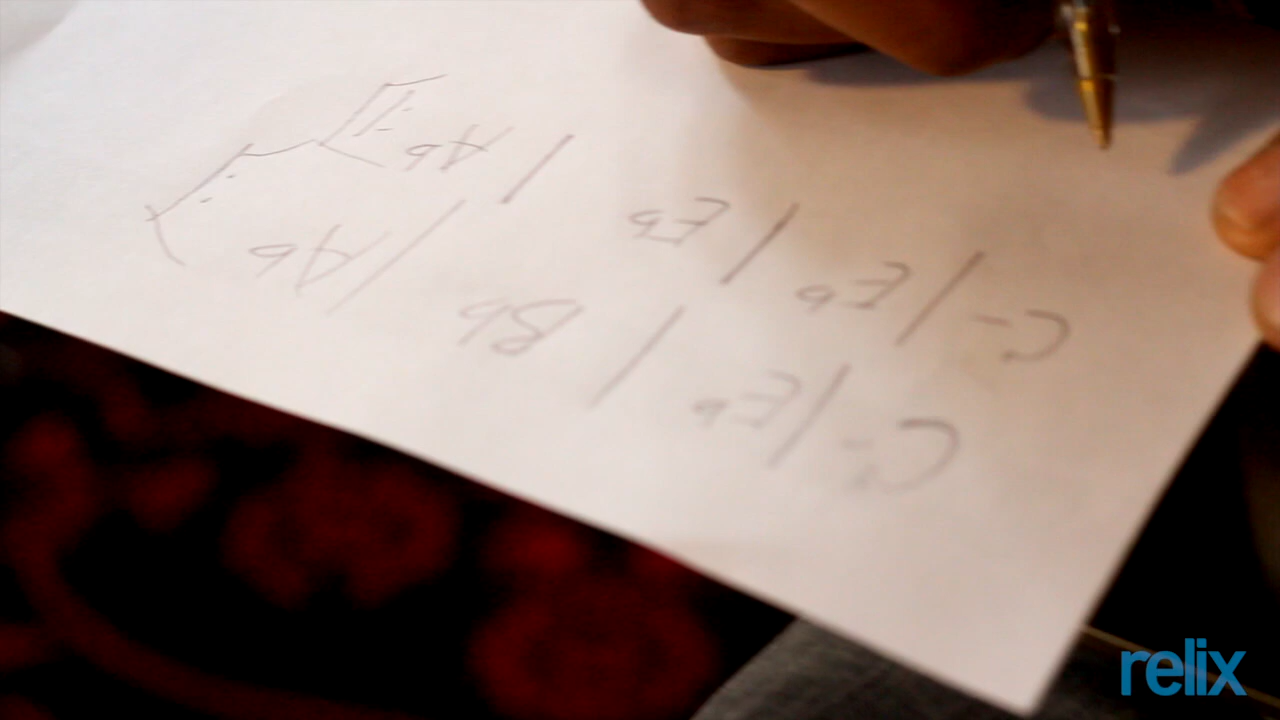 C- | Eb | Bb | Ab :|
C- | Eb | Eb | Ab :|
relix